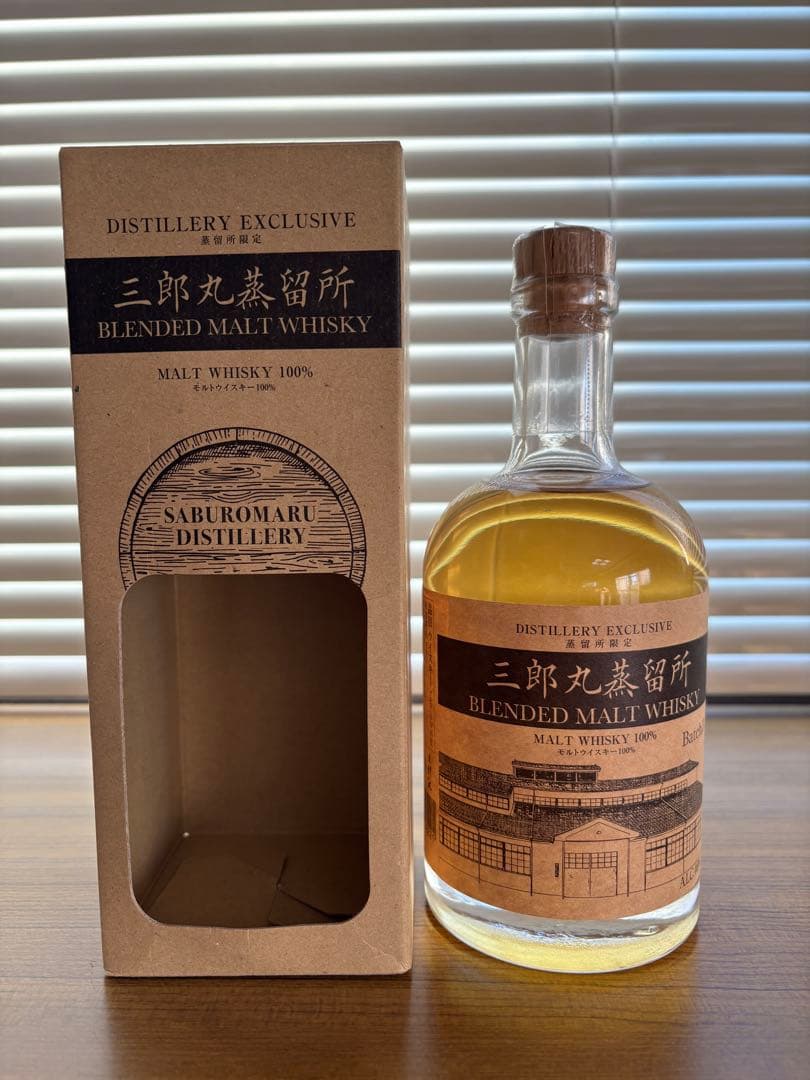 DISTILLERY EXCLUSIVE
蒸留所限定
三郎丸蒸留所
BLENDED MALT WHISKY
MALT WHISKY 100%
モルトウイスキー100%
SABUROMARU
DISTILLERY
DISTILLERY EXCLUSIVE
蒸留所限定
三郎丸蒸留所
BLENDED MALT WHISKY
MALT WHISKY 100%
モルトウイスキー100%